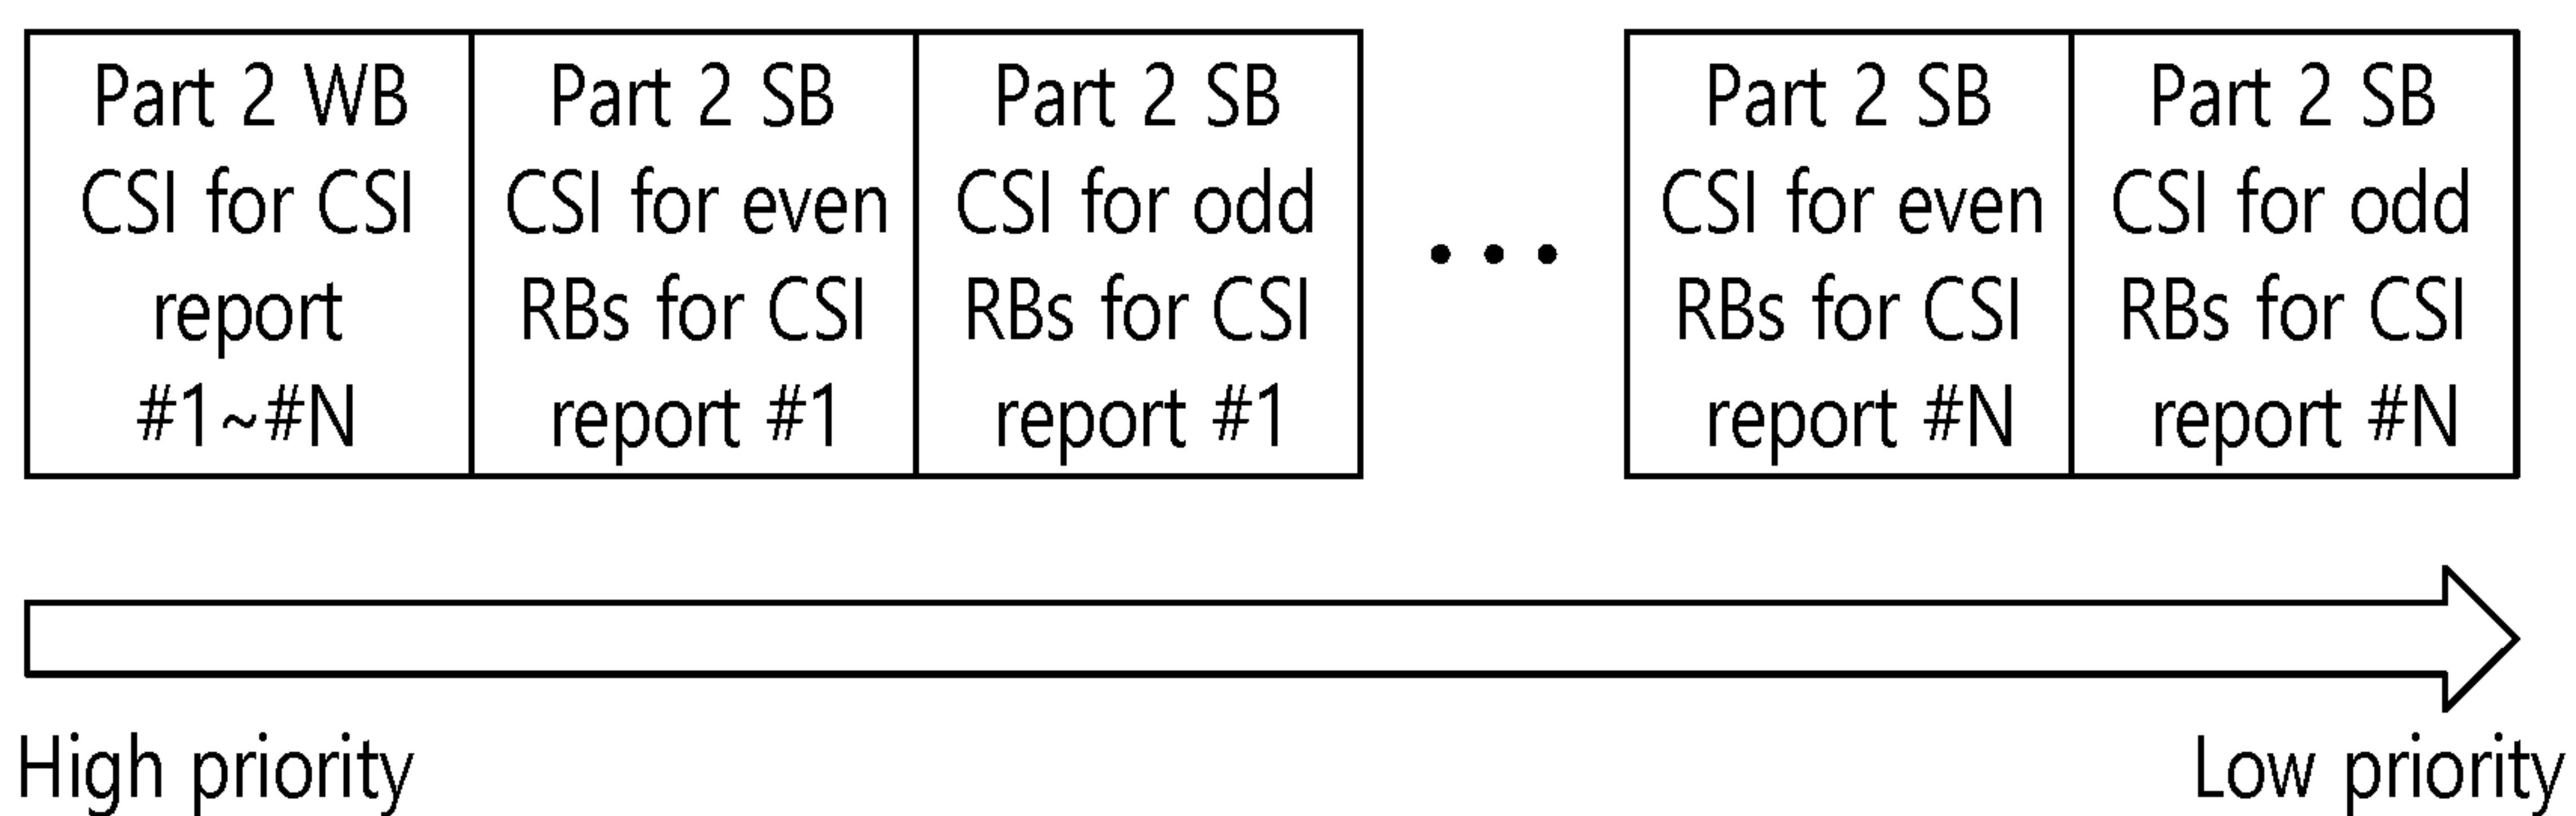 Part 2 WB
CSI for CSI
report
#1~#N
Part 2 SB
CSI for even
RBs for CSI
report #1
Part 2 SB
CSI for odd
RBs for CSI
report #1
• • •
Part 2 SB
CSI for even
RBs for CSI
report #N
Part 2 SB
CSI for odd
RBs for CSI
report #N
High priority
Low priority